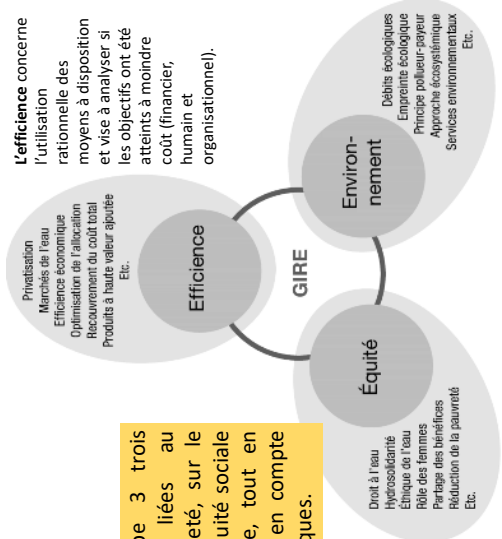 be 3 trois
liées au
eté, sur le
uité sociale
e, tout en
en compte
ques.
Privatisation
Marchés de l'eau
Efficience économique
Optimisation de l'allocation
Recouvrement du coût total
Produits à haute valeur ajoutée
Etc.
Efficience
L'efficience concerne
l'utilisation
rationnelle des
moyens à disposition
et vise à analyser si
les objectifs ont été
atteints à moindre
coût (financier,
humain et
organisationnel).
GIRE
Équité
Droit à l'eau
Hydrosolidarité
Éthique de l'eau
Rôle des femmes
Partage des bénéfices
Réduction de la pauvreté
Etc.
Environ-
nement
Débits écologiques
Empreinte écologique
Principe pollueur-payeur
Approche écosystémique
Services environnementaux
Etc.